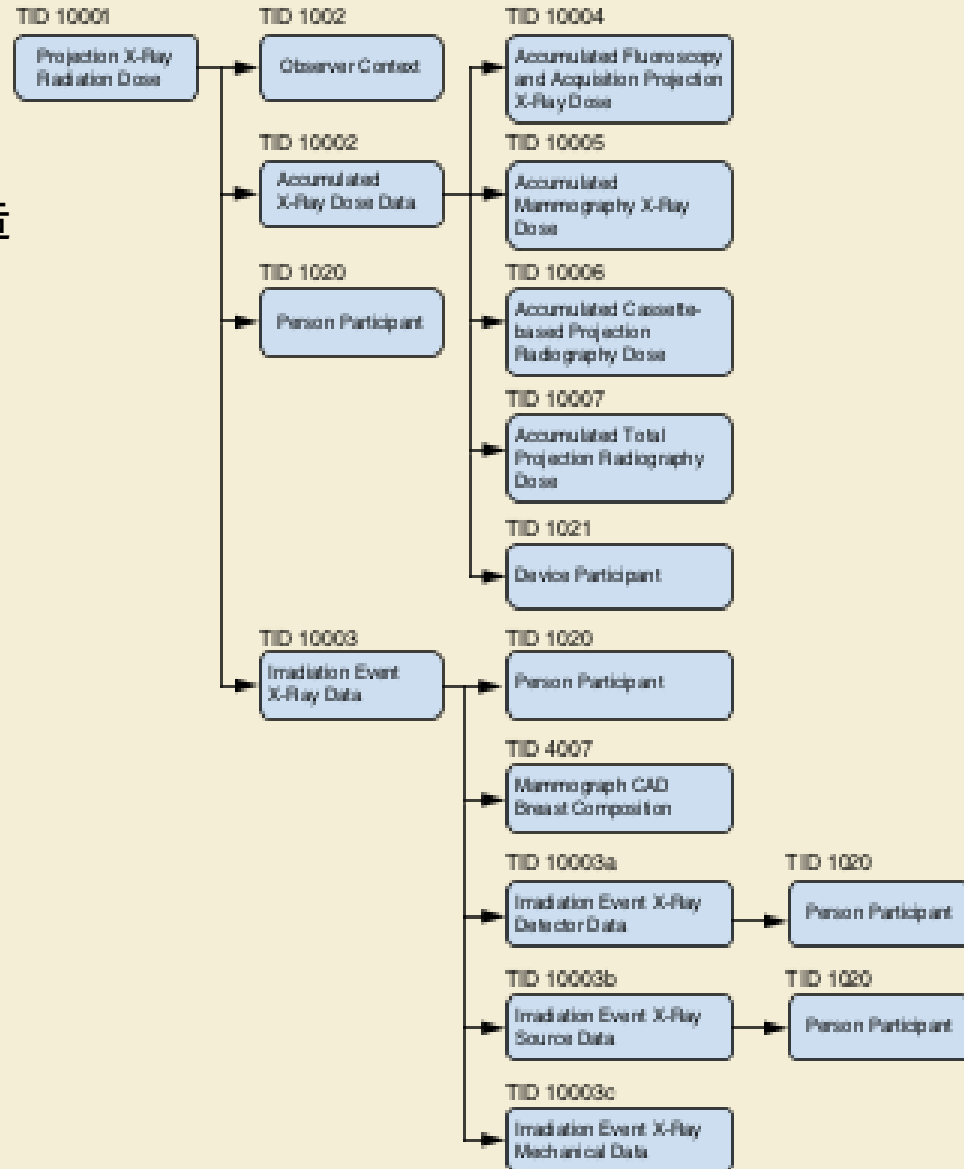 TID 10001
Projection X-Ray
Radiation Dose
TID 1002
Observer Context
TID 10002
Accumulated
X-Ray Dose Data
TID 1020
Person Participant
TID 10003
Irradiation Event
X-Ray Data
TID 10004
Accumulated Fluoroscopy
and Acquisition Projection
X-Ray Dose
TID 10005
Accumulated
Mammography X-Ray
Dose
TID 10006
Accumulated Cassette-
based Projection
Radiography Dose
TID 10007
Accumulated Total
Projection Radiography
Dose
TID 1021
Device Participant
TID 1020
Person Participant
TID 4007
Mammograph CAD
Breast Composition
TID 10003a
Irradiation Event X-Ray
Detector Data
TID 1020
Person Participant
TID 10003b
Irradiation Event X-Ray
Source Data
TID 1020
Person Participant
TID 10003c
Irradiation Event X-Ray
Mechanical Data